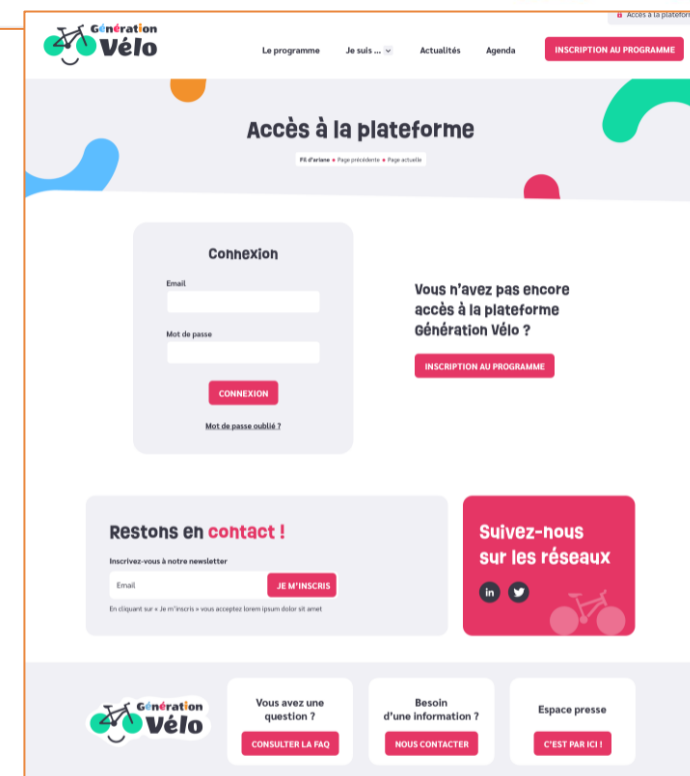 Accès à la platefor
Génération
Vélo
Le programme
Je suis ...
Actualités
Agenda
INSCRIPTION AU PROGRAMME
Accès à la plateforme
Fil d'ariane • Page précédente • Page actuelle
Connexion
Email
Mot de passe
CONNEXION
Mot de passe oublié ?
Vous n'avez pas encore
accès à la plateforme
Génération Vélo ?
INSCRIPTION AU PROGRAMME
Restons en contact !
Inscrivez-vous à notre newsletter
Email
JE M'INSCRIS
En cliquant sur « Je m'inscris » vous acceptez lorem ipsum dolor sit amet
Suivez-nous
sur les réseaux
in
Génération
Vélo
Vous avez une
question ?
CONSULTER LA FAQ
Besoin
d'une information ?
NOUS CONTACTER
Espace presse
C'EST PAR ICI !